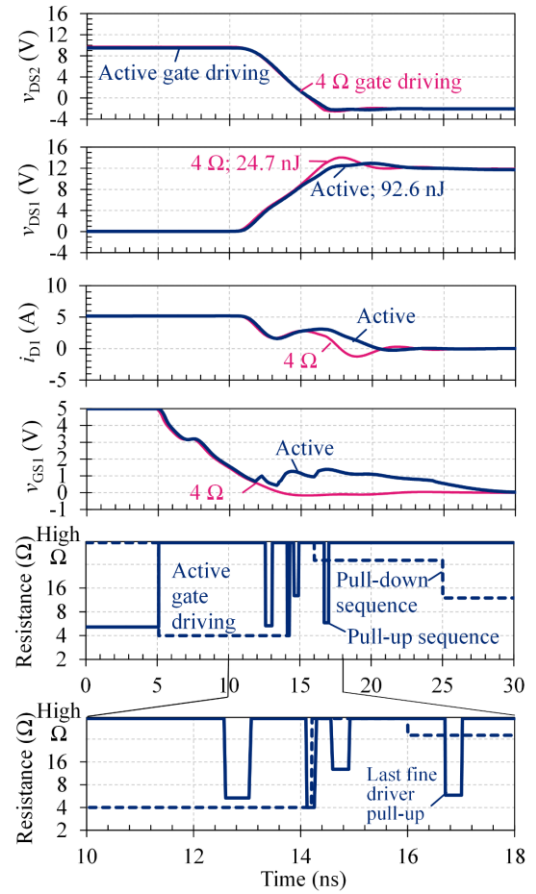 16
12
8
4
0
-4
v_DS2 (V)
Active gate driving
4 Ω gate driving
16
12
8
4
0
-4
v_DS1 (V)
4 Ω; 24.7 nJ
Active; 92.6 nJ
10
5
0
-5
i_D1 (A)
Active
4 Ω
5
4
3
2
1
0
-1
v_GS1 (V)
Active
4 Ω
High
Ω
16
8
4
2
Resistance (Ω)
Active
gate
driving
Pull-down
sequence
Pull-up sequence
0 5 10 15 20 25 30
High
Ω
16
8
4
2
Resistance (Ω)
Last fine
driver
pull-up
10 12 14 16 18
Time (ns)